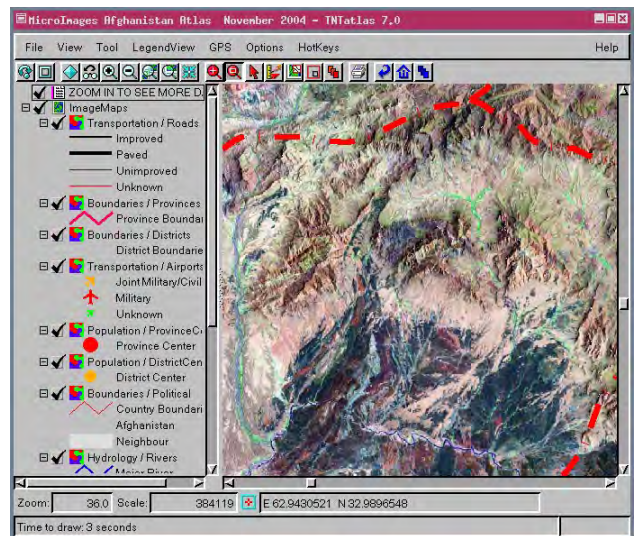 MicroImages Afghanistan Atlas November 2004 - TNTatlas 7.0
File View Tool LegendView GPS Options HotKeys Help
ZOOM IN TO SEE MORE D
ImageMaps
Transportation / Roads
Improved
Paved
Unimproved
Unknown
Boundaries / Provinces
Province Boundar
Boundaries / Districts
District Boundarie
Transportation / Airports
Joint Military/Civil
Military
Unknown
Population / ProvinceC
Province Center
Population / DistrictCen
District Center
Boundaries / Political
Country Boundari
Afghanistan
Neighbour
Hydrology / Rivers
Major River
Zoom: 36.0 Scale: 384119 E 62.9430521 N 32.9896548
Time to draw: 3 seconds